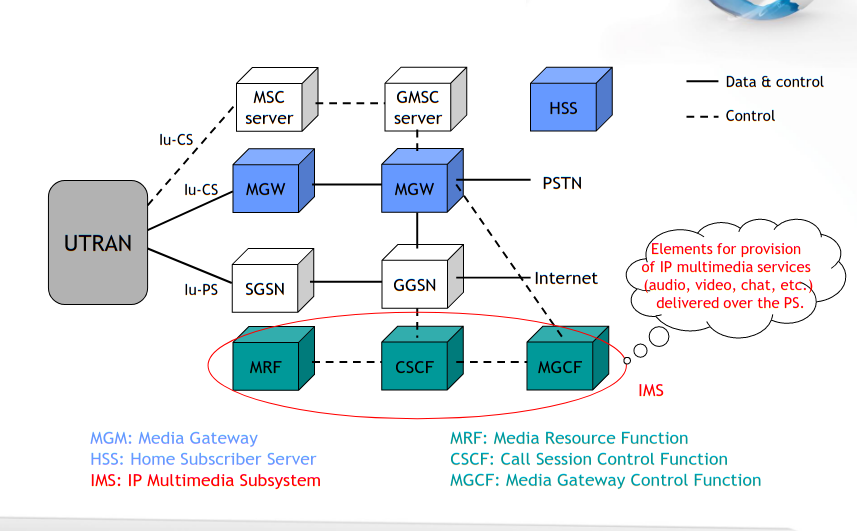 MSC
server
GMSC
server
HSS
Data & control
Control
Iu-CS
Iu-CS
MGW
MGW
PSTN
UTRAN
Elements for provision
of IP multimedia services
(audio, video, chat, etc.)
delivered over the PS.
Iu-PS
SGSN
GGSN
Internet
MRF
CSCF
MGCF
IMS
MGM: Media Gateway
HSS: Home Subscriber Server
IMS: IP Multimedia Subsystem
MRF: Media Resource Function
CSCF: Call Session Control Function
MGCF: Media Gateway Control Function